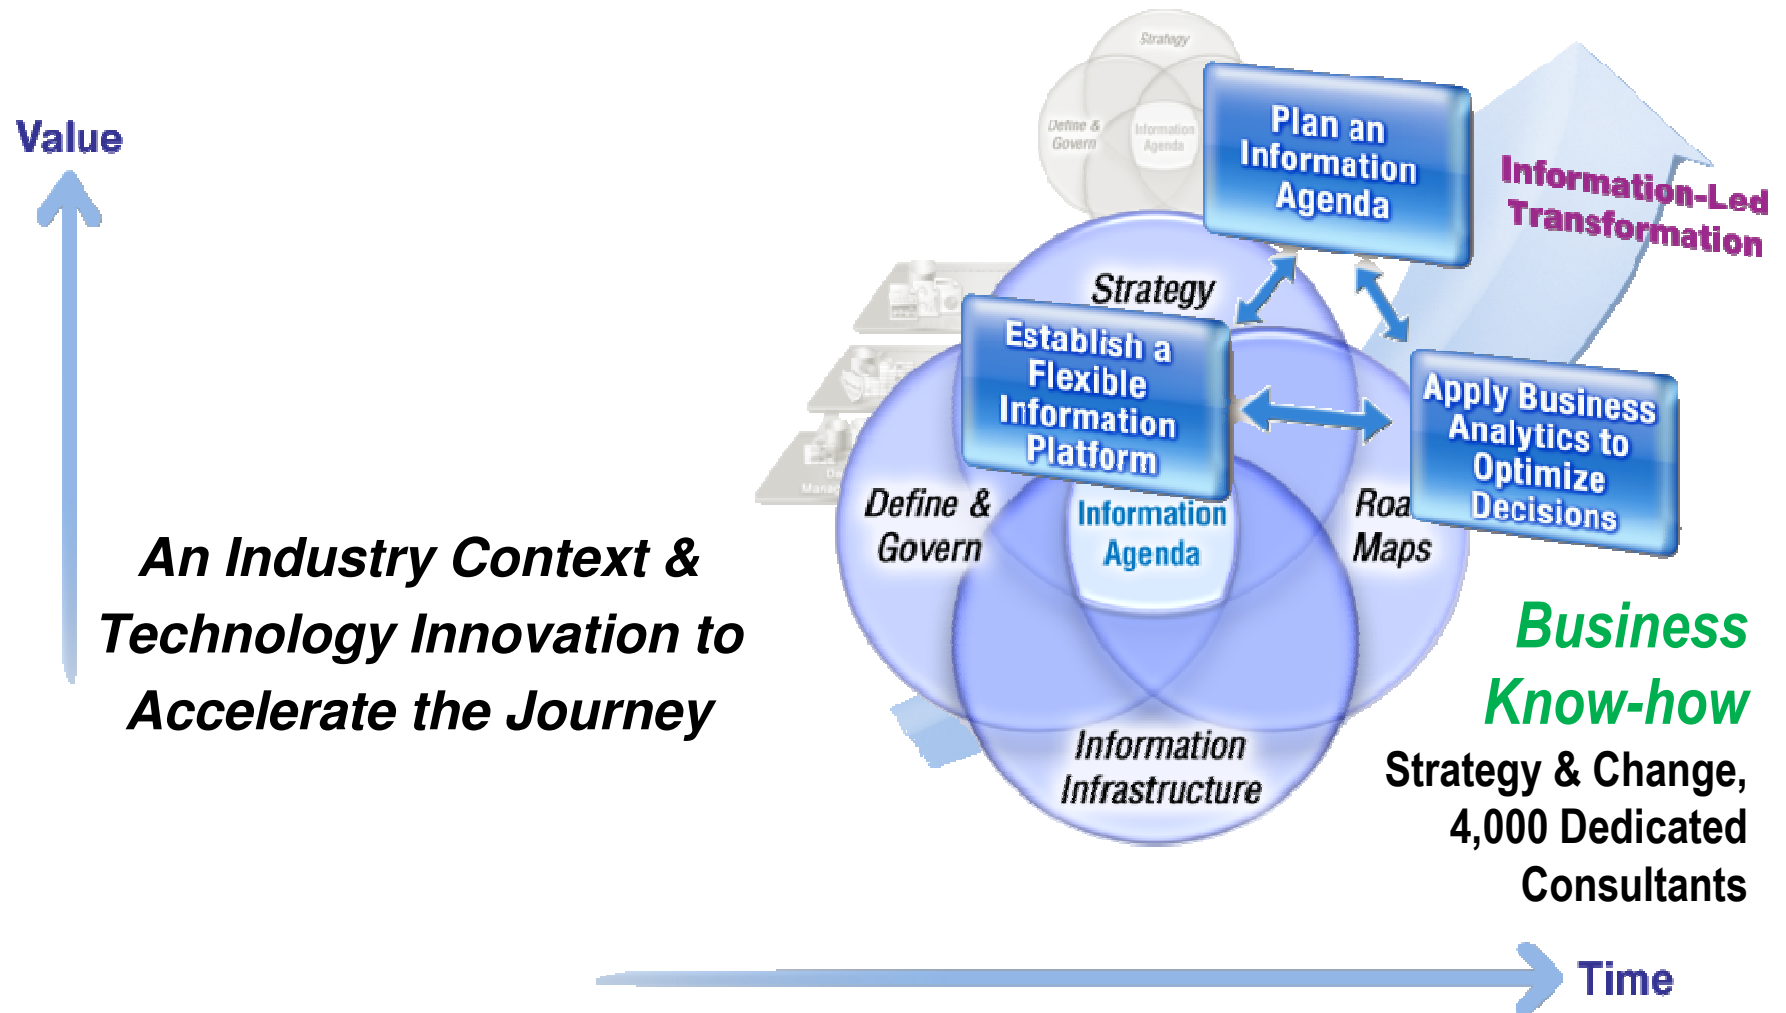 Strategy
Define &
Govern
Information
Agenda
Plan an
Information
Agenda
Value
Information-Led
Transformation
Strategy
Establish a
Flexible
Information
Platform
Apply Business
Analytics to
Optimize
Decisions
Define &
Govern
Information
Agenda
Roa
Maps
An Industry Context &
Technology Innovation to
Accelerate the Journey
Business
Know-how
Information
Infrastructure
Strategy & Change,
4,000 Dedicated
Consultants
Time